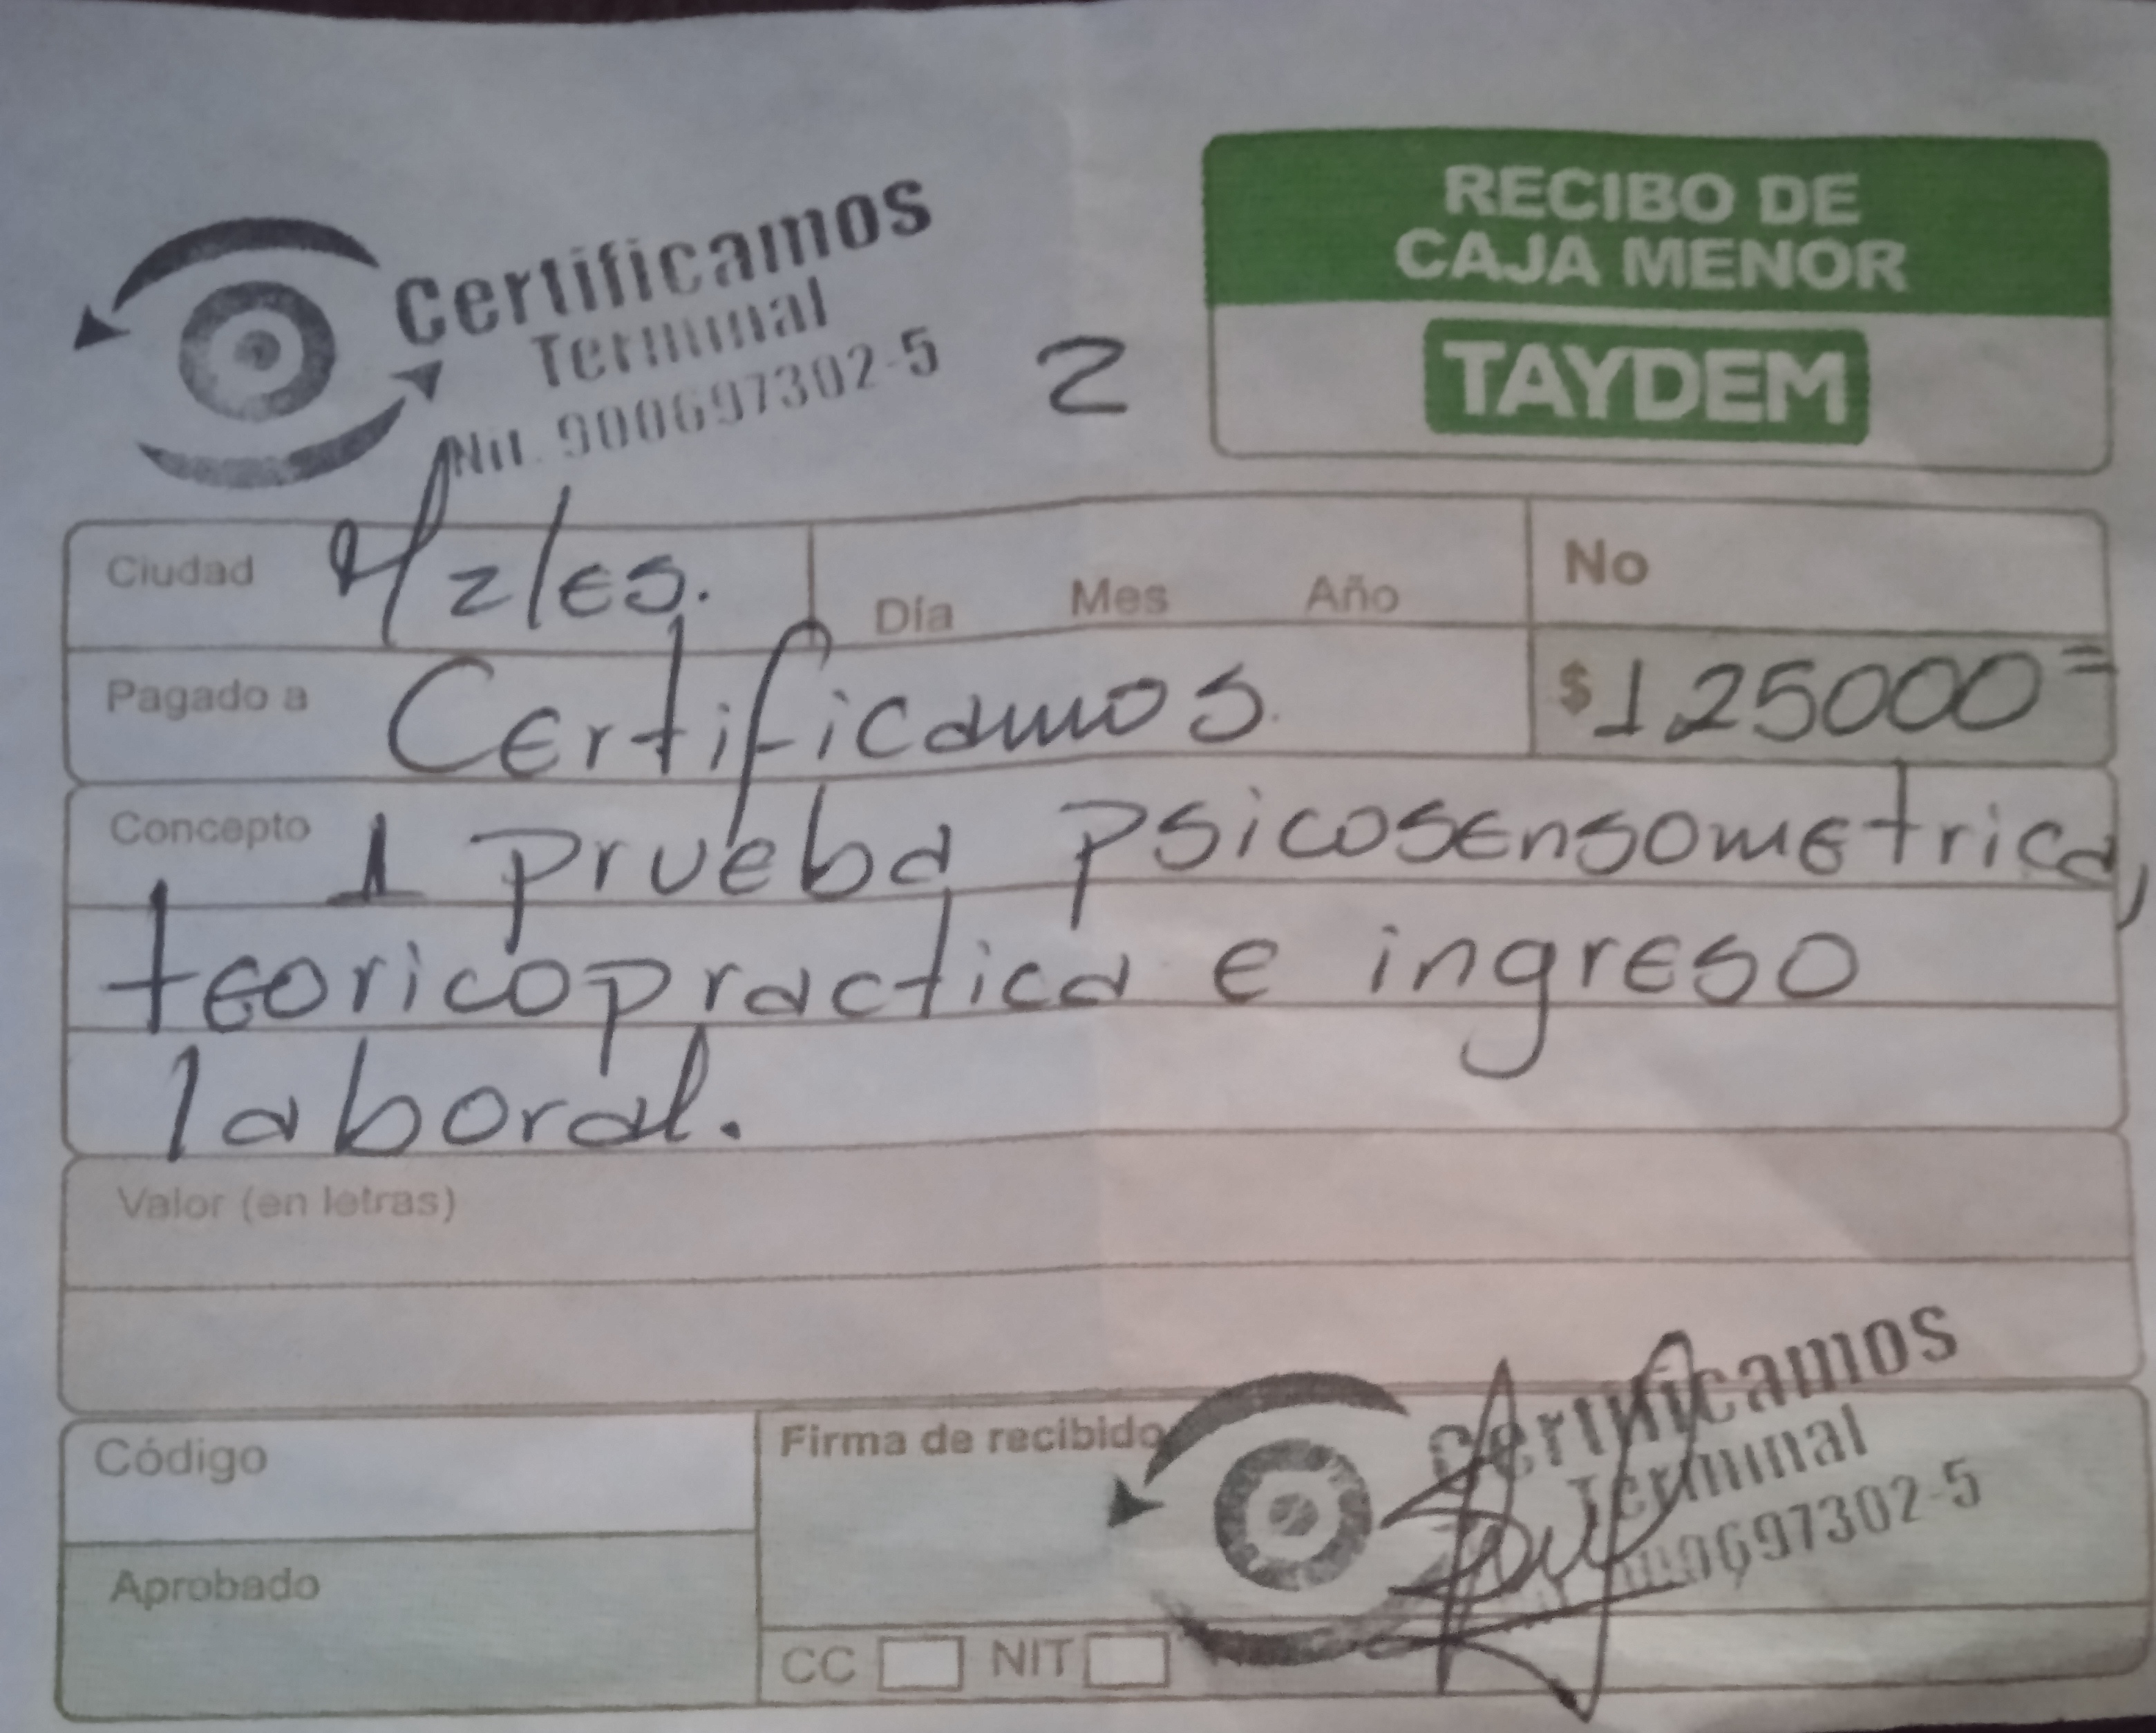 Certificamos
Terminal
Nit. 900697302-5
2
RECIBO DE
CAJA MENOR
TAYDEM
Ciudad Mzles.
Día Mes Año
No
Pagado a Certificamos.
$ 125000=
Concepto 1 prueba psicosensometrica,
teoricopractica e ingreso
laboral.
Valor (en letras)
Código
Firma de recibido
Certificamos
Terminal
900697302-5
Aprobado
CC NIT